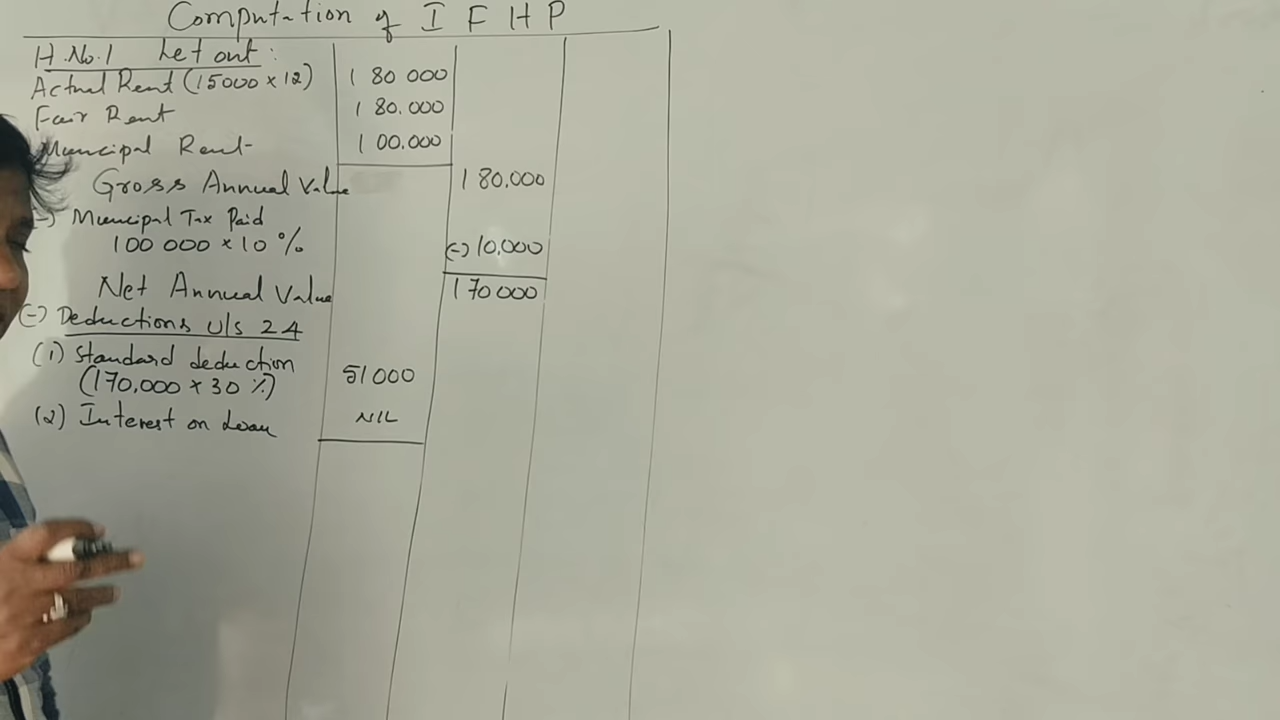 Computation of I F H P
H.No.1 Let out:
Actual Rent (15000 × 12) 1 80 000
Fair Rent 1 80.000
Muncipal Rent- 1 00.000
Gross Annual Value 1 80.000
(-) Muncipal Tax Paid
100 000 × 10 % (-) 10,000
Net Annual Value 1 70 000
(-) Deductions U/s 24
(1) Standard deduction
(170,000 × 30 %) 51000
(2) Interest on Loan NIL